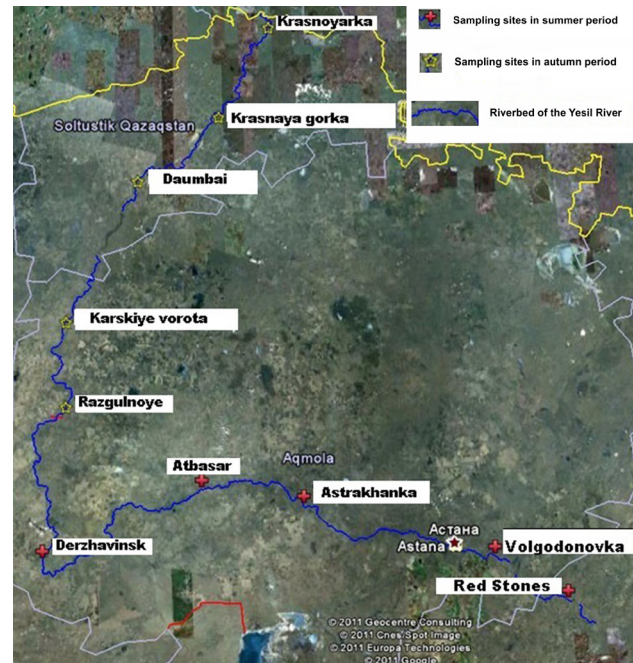 Krasnoyarka
Sampling sites in summer period
Sampling sites in autumn period
Riverbed of the Yesil River
Krasnaya gorka
Soltustik Qazaqstan
Daumbai
Karskiye vorota
Razgulnoye
Atbasar
Aqmola
Astrakhanka
Астана
Astana
Derzhavinsk
Volgodonovka
Red Stones
© 2011 Geocentre Consulting
© 2011 Cnes/Spot Image
© 2011 Europa Technologies
© 2011 Google